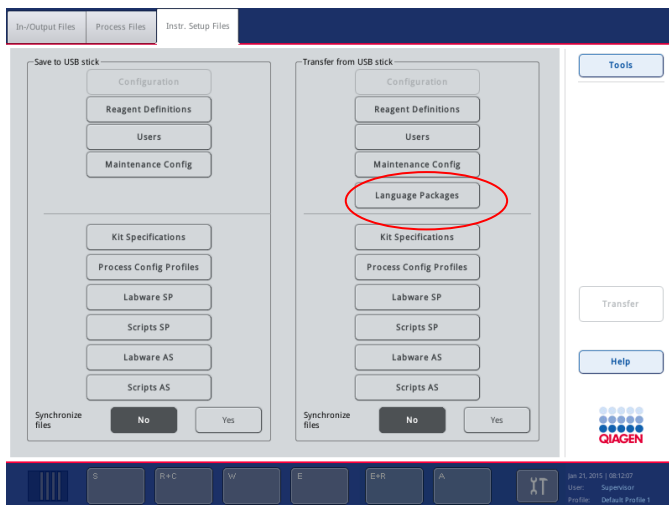 In-/Output Files
Process Files
Instr. Setup Files
Save to USB stick
Configuration
Reagent Definitions
Users
Maintenance Config
Kit Specifications
Process Config Profiles
Labware SP
Scripts SP
Labware AS
Scripts AS
Synchronize
files
No
Yes
Transfer from USB stick
Configuration
Reagent Definitions
Users
Maintenance Config
Language Packages
Kit Specifications
Process Config Profiles
Labware SP
Scripts SP
Labware AS
Scripts AS
Synchronize
files
No
Yes
Tools
Transfer
Help
QIAGEN
S
R+C
W
E
E+R
A
Jan 21, 2015 | 08:12:07
User: Supervisor
Profile: Default Profile 1